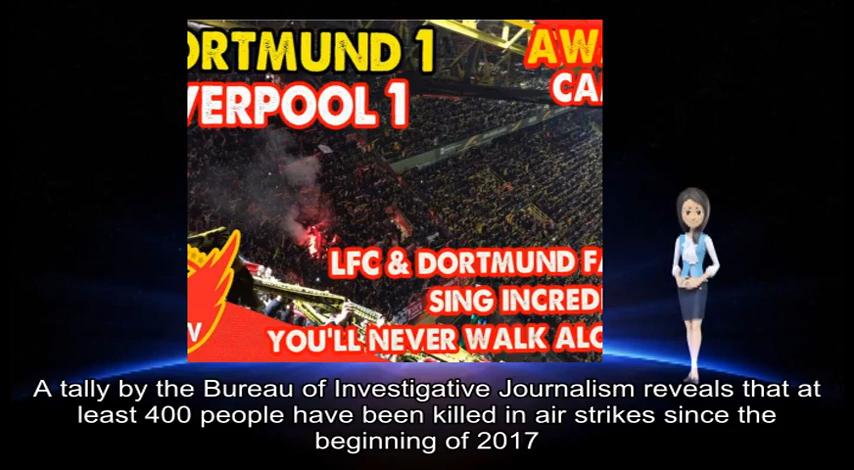 ORTMUND 1
VERPOOL 1
AW
CA
LFC & DORTMUND F
SING INCRED
YOU'LL NEVER WALK ALO
V
A tally by the Bureau of Investigative Journalism reveals that at
least 400 people have been killed in air strikes since the
beginning of 2017